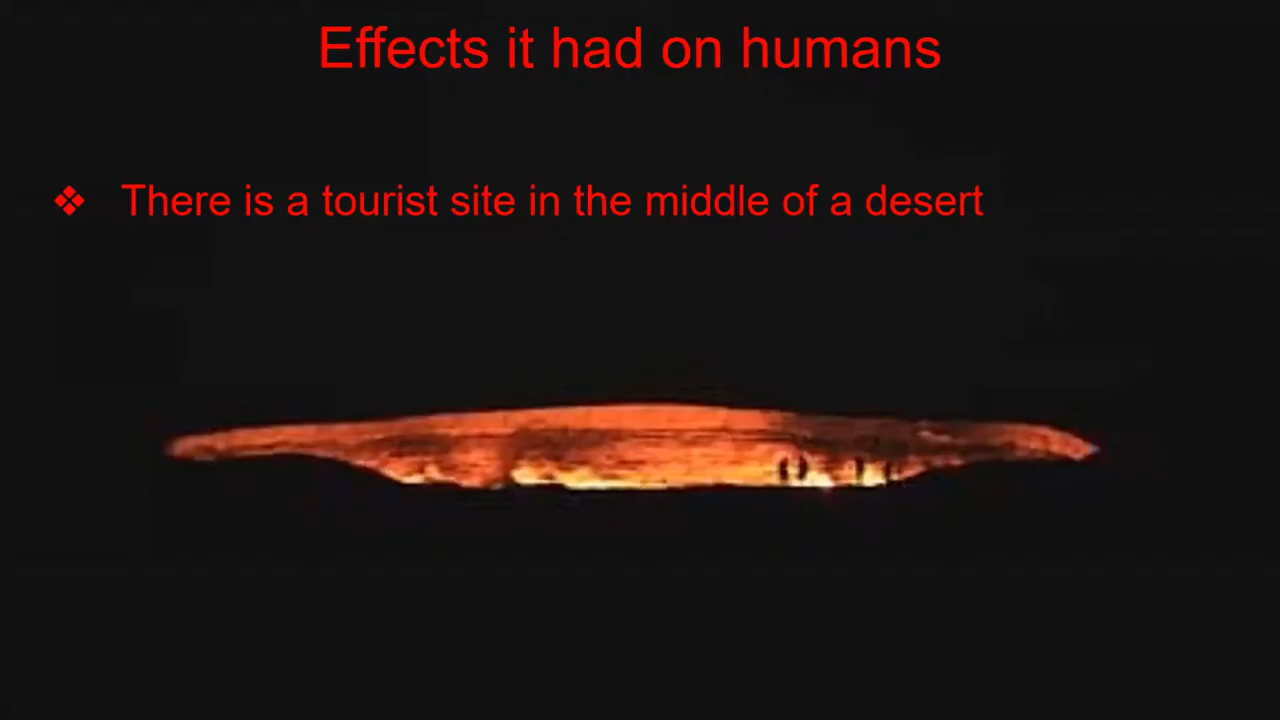 Effects it had on humans
❖ There is a tourist site in the middle of a desert